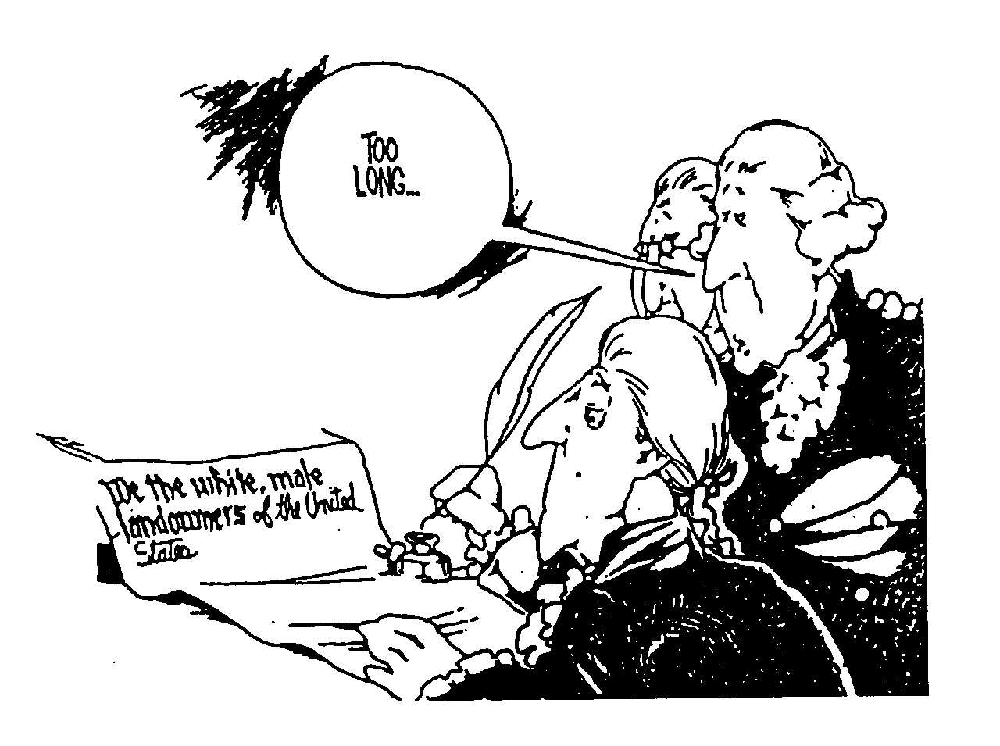 TOO
LONG...
We the white, male
landowners of the United
States